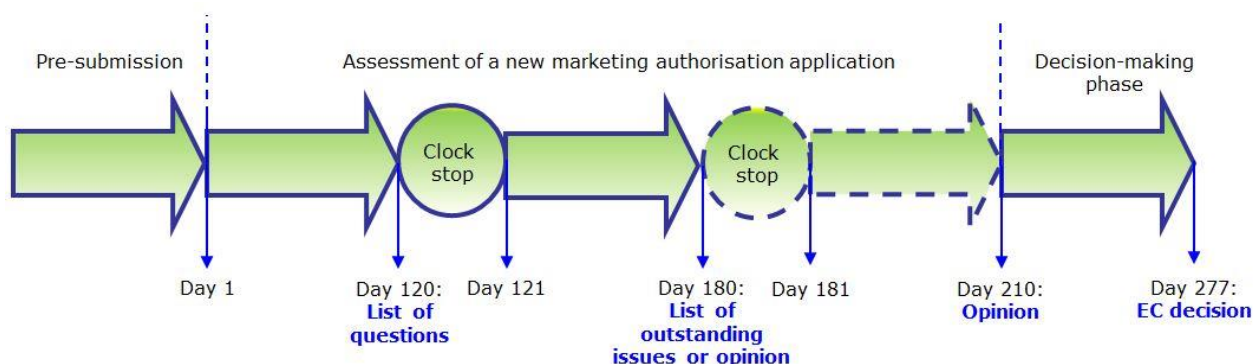 Pre-submission
Assessment of a new marketing authorisation application
Decision-making
phase
Clock
stop
Clock
stop
Day 1
Day 120:
List of
questions
Day 121
Day 180:
List of
outstanding
issues or opinion
Day 181
Day 210:
Opinion
Day 277:
EC decision